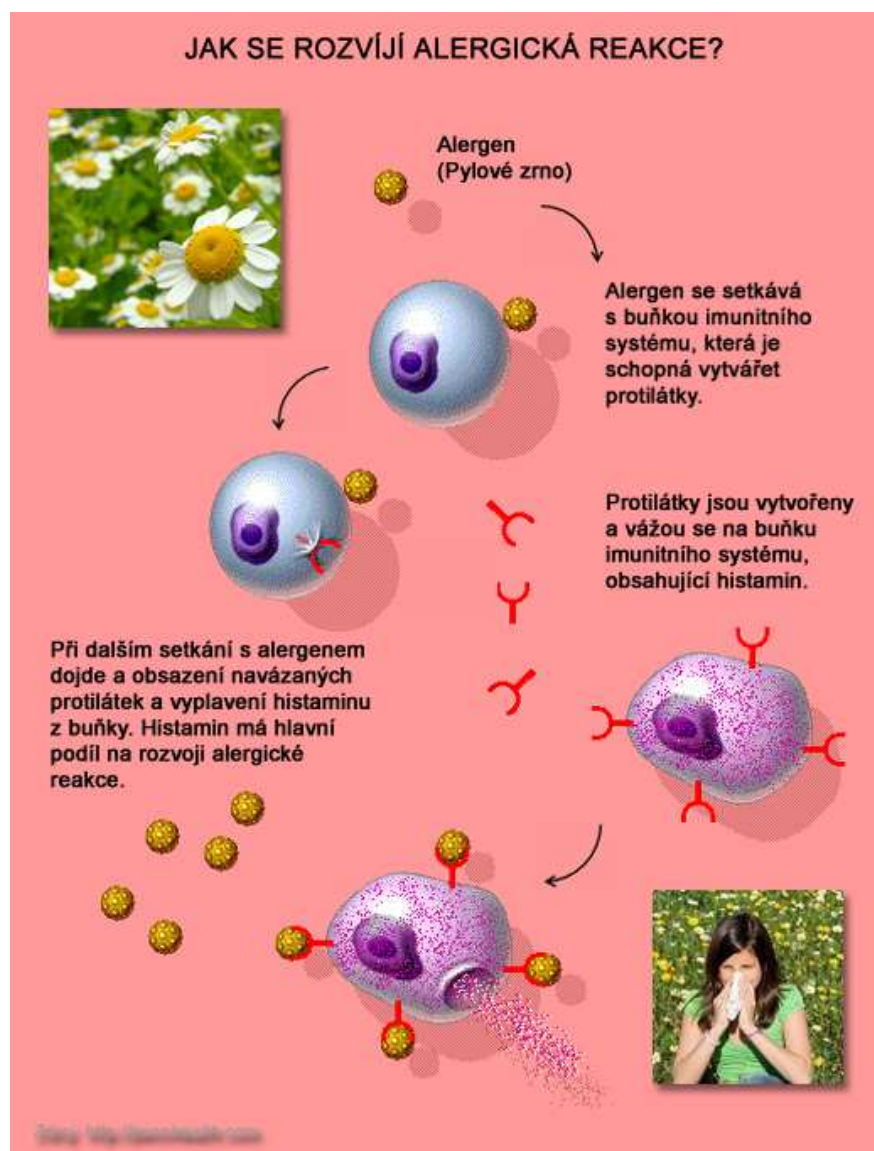 JAK SE ROZVÍJÍ ALERGICKÁ REAKCE?
Alergen
(Pylové zrno)
Alergen se setkává
s buňkou imunitního
systému, která je
schopná vytvářet
protilátky.
Protilátky jsou vytvořeny
a vážou se na buňku
imunitního systému,
obsahující histamin.
Při dalším setkání s alergenem
dojde a obsazení navázaných
protilátek a vyplavení histaminu
z buňky. Histamin má hlavní
podíl na rozvoji alergické
reakce.